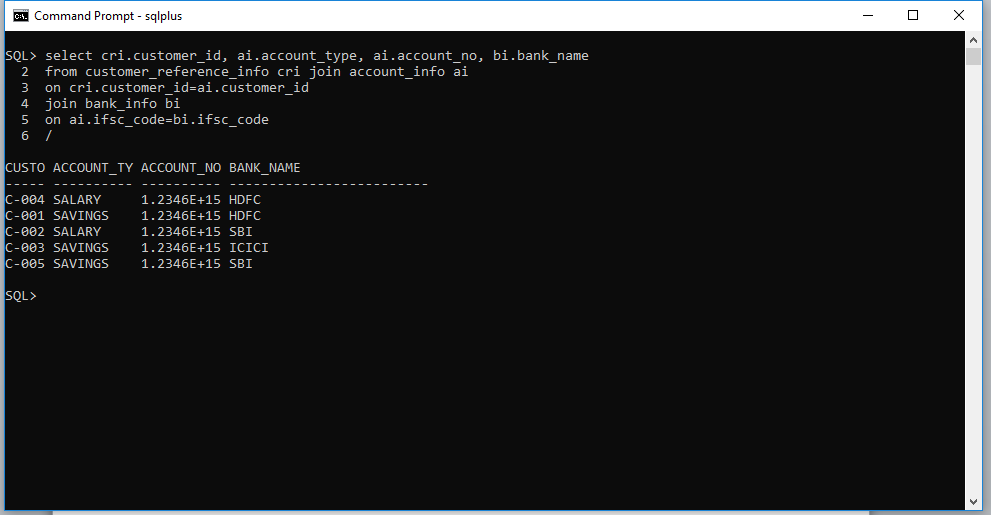 Command Prompt - sqlplus
SQL> select cri.customer_id, ai.account_type, ai.account_no, bi.bank_name
  2  from customer_reference_info cri join account_info ai
  3  on cri.customer_id=ai.customer_id
  4  join bank_info bi
  5  on ai.ifsc_code=bi.ifsc_code
  6  /
CUSTO ACCOUNT_TY ACCOUNT_NO BANK_NAME
----- ---------- ---------- -------------------------
C-004 SALARY     1.2346E+15 HDFC
C-001 SAVINGS    1.2346E+15 HDFC
C-002 SALARY     1.2346E+15 SBI
C-003 SAVINGS    1.2346E+15 ICICI
C-005 SAVINGS    1.2346E+15 SBI
SQL>